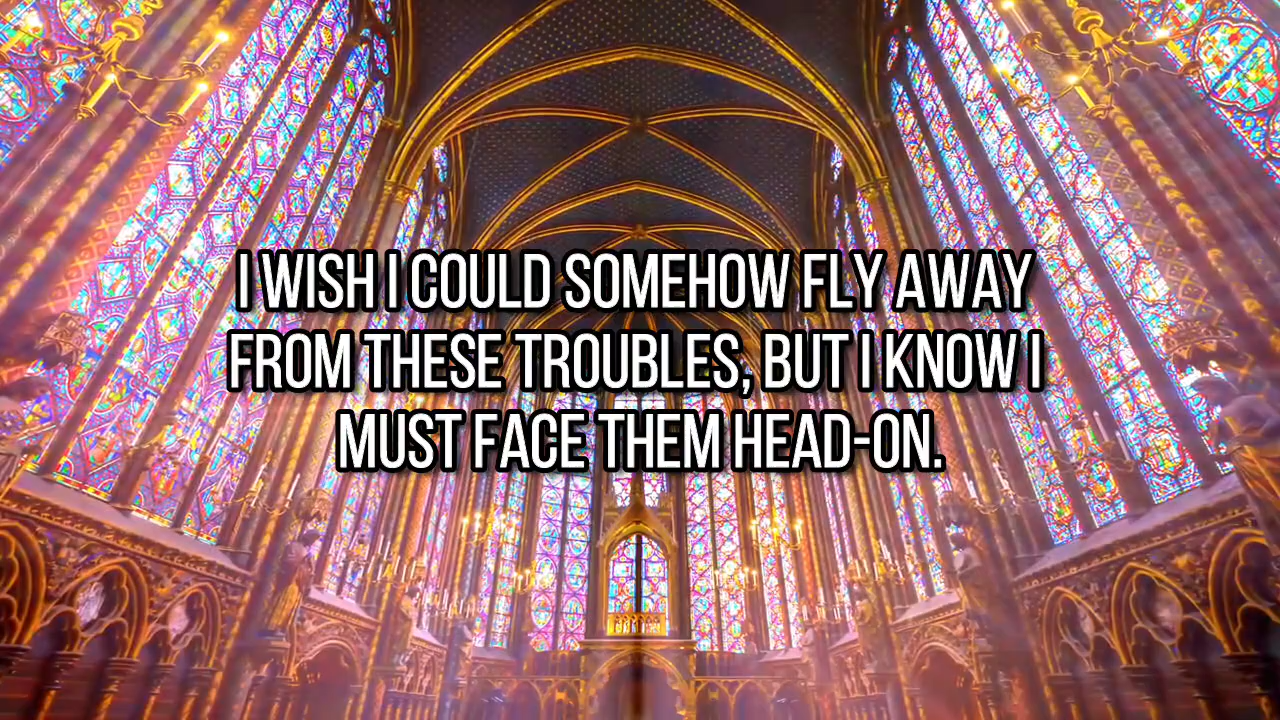 I WISH I COULD SOMEHOW FLY AWAY
FROM THESE TROUBLES, BUT I KNOW I
MUST FACE THEM HEAD-ON.